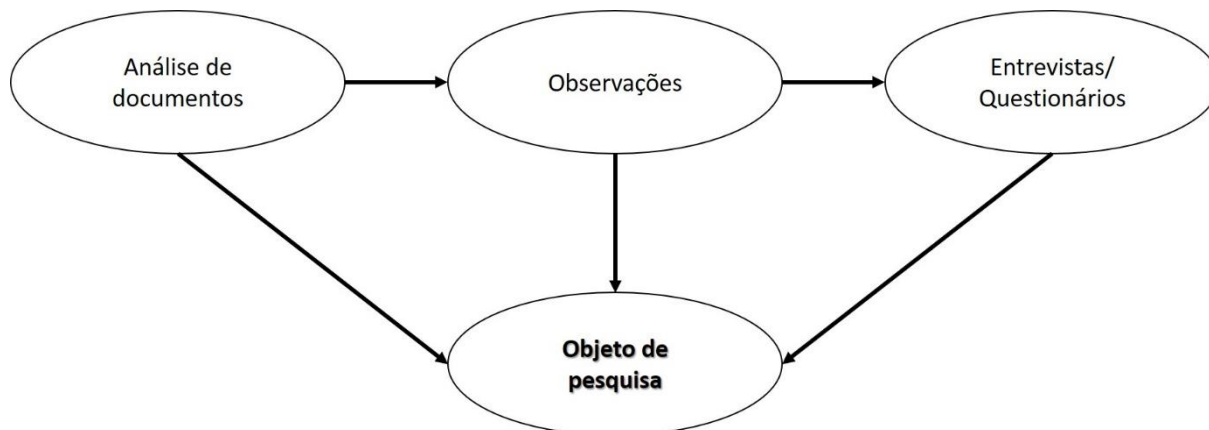 Análise de
documentos
Observações
Entrevistas/
Questionários
Objeto de
pesquisa